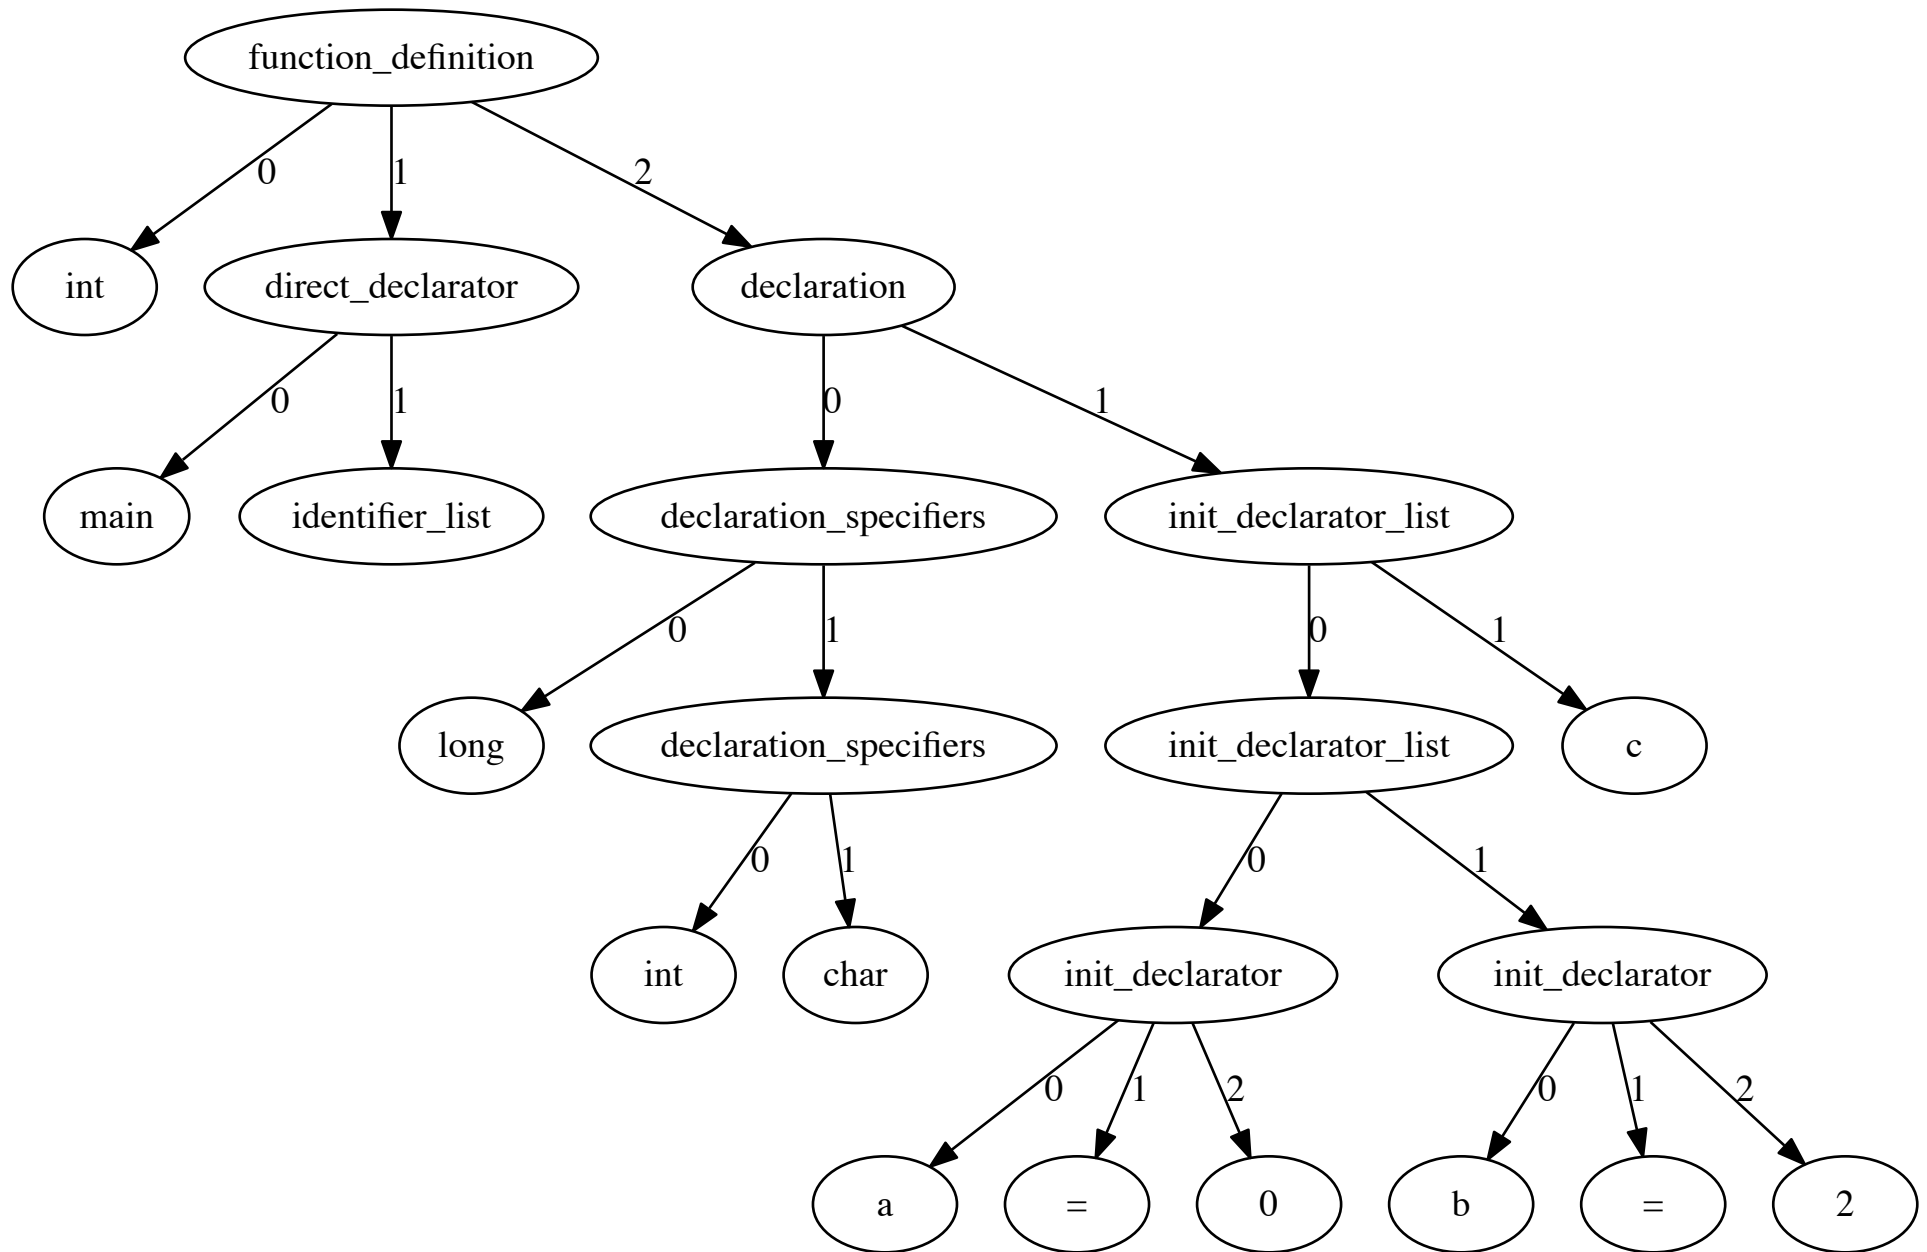 function_definition
0 1 2
int direct_declarator declaration
0 1 0 1
main identifier_list declaration_specifiers init_declarator_list
0 1 0 1
long declaration_specifiers init_declarator_list c
0 1 0 1
int char init_declarator init_declarator
0 1 2 0 1 2
a = 0 b = 2